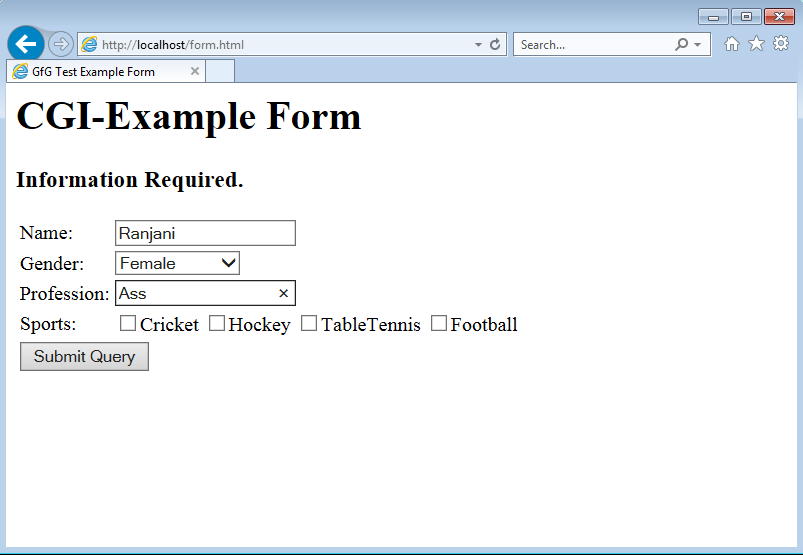 http://localhost/form.html
Search...
GfG Test Example Form
CGI-Example Form
Information Required.
Name: Ranjani
Gender: Female
Profession: Ass
Sports: Cricket Hockey TableTennis Football
Submit Query